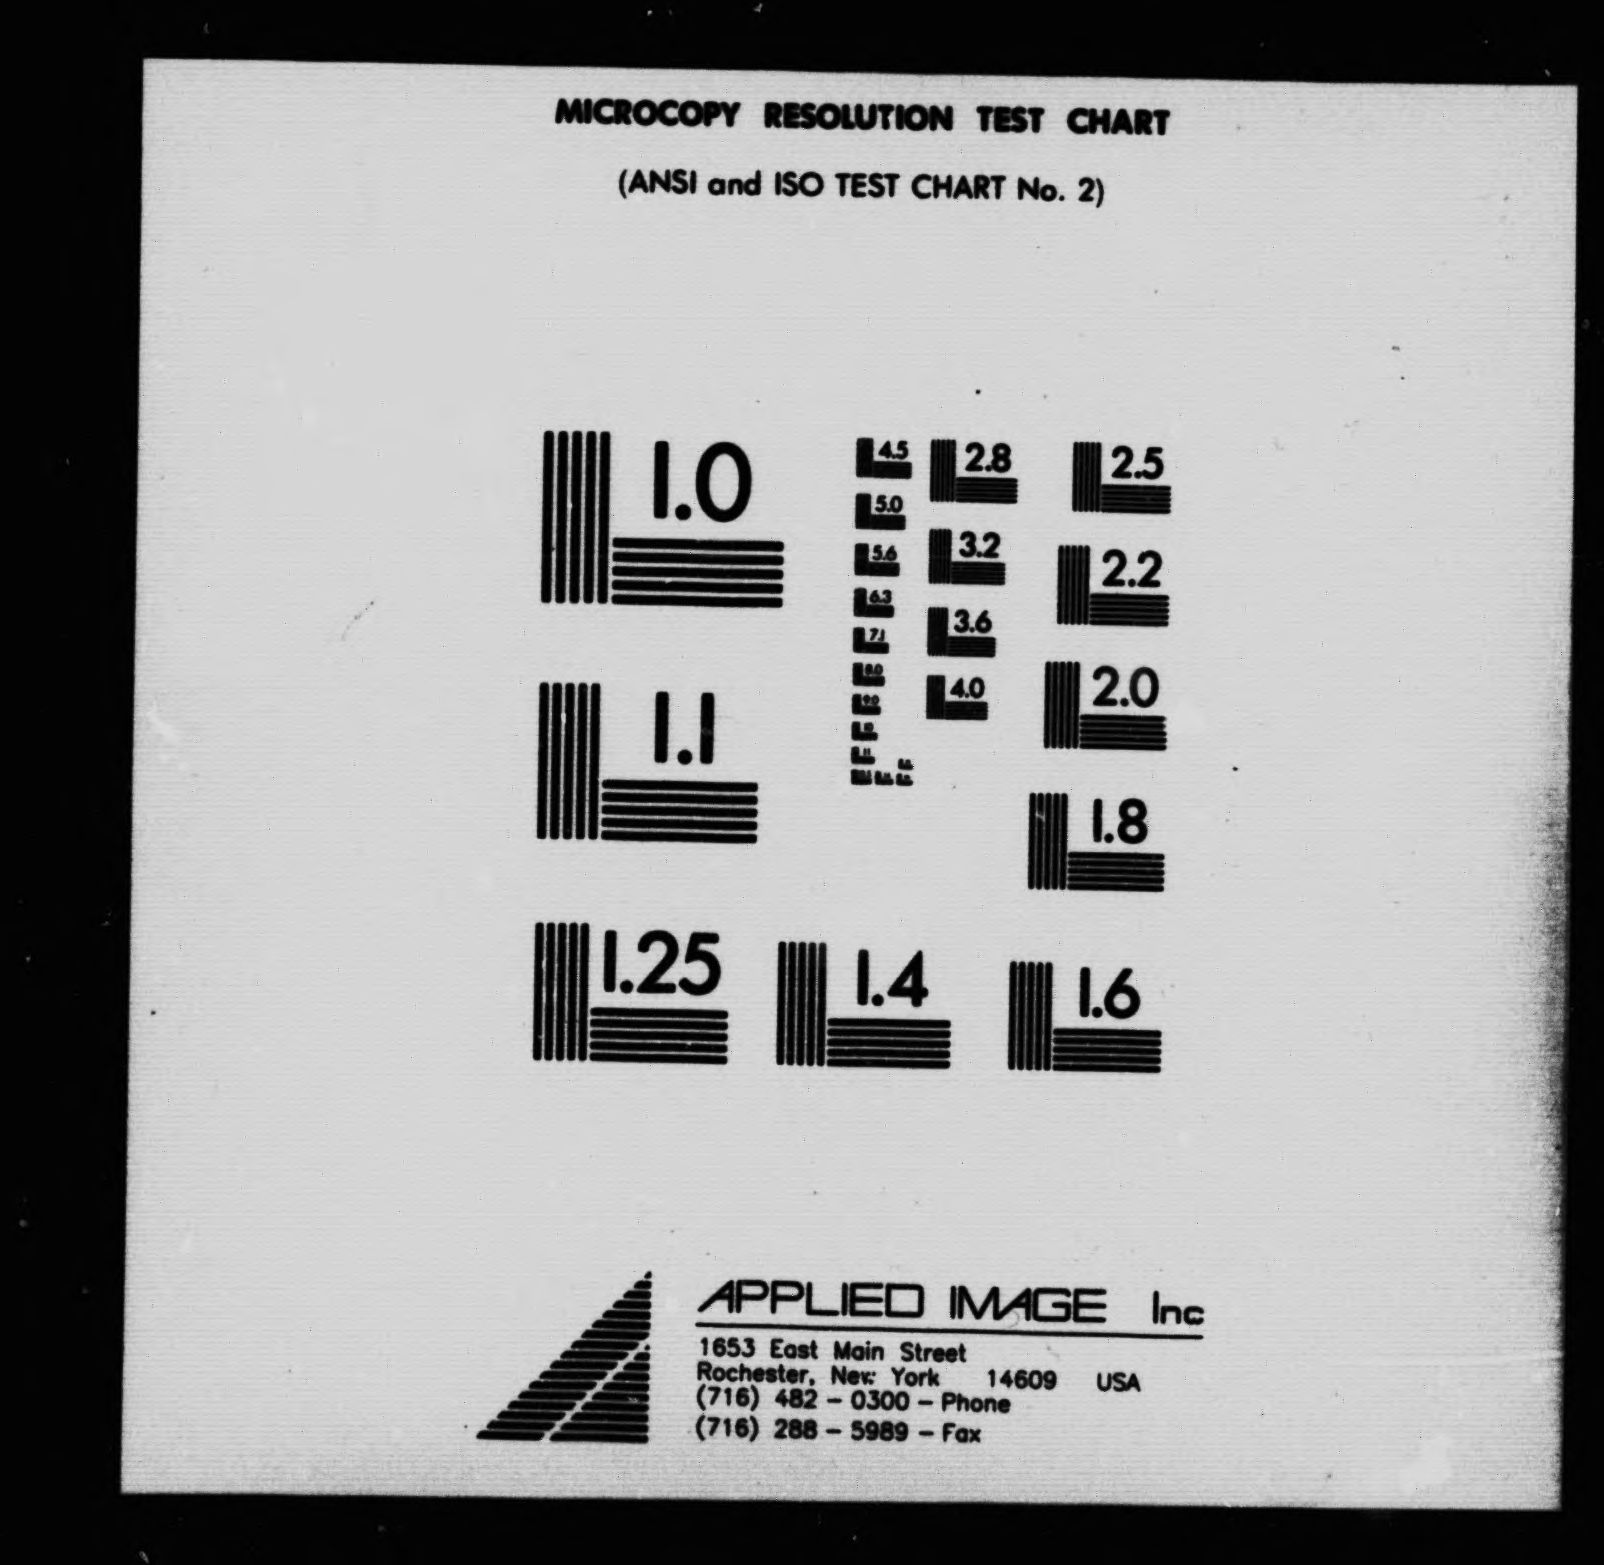 MICROCOPY RESOLUTION TEST CHART
(ANSI and ISO TEST CHART No. 2)
1.0
1.1
1.25
1.4
1.6
1.8
2.0
2.2
2.5
2.8
3.2
3.6
4.0
4.5
5.0
5.6
6.3
7.1
8.0
9.0
APPLIED IMAGE Inc
1653 East Main Street
Rochester, New York 14609 USA
(716) 482 – 0300 – Phone
(716) 288 – 5989 – Fax